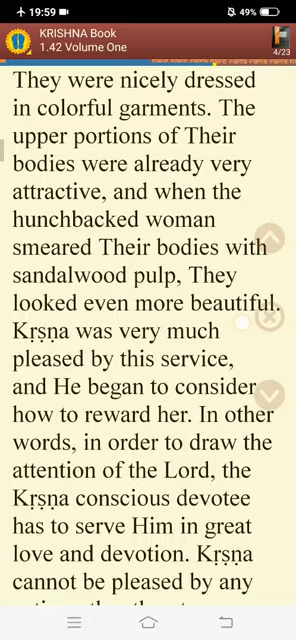 19:59
49%
KRISHNA Book
1.42 Volume One
4/23
They were nicely dressed
in colorful garments. The
upper portions of Their
bodies were already very
attractive, and when the
hunchbacked woman
smeared Their bodies with
sandalwood pulp, They
looked even more beautiful.
Kṛṣṇa was very much
pleased by this service,
and He began to consider
how to reward her. In other
words, in order to draw the
attention of the Lord, the
Kṛṣṇa conscious devotee
has to serve Him in great
love and devotion. Kṛṣṇa
cannot be pleased by any